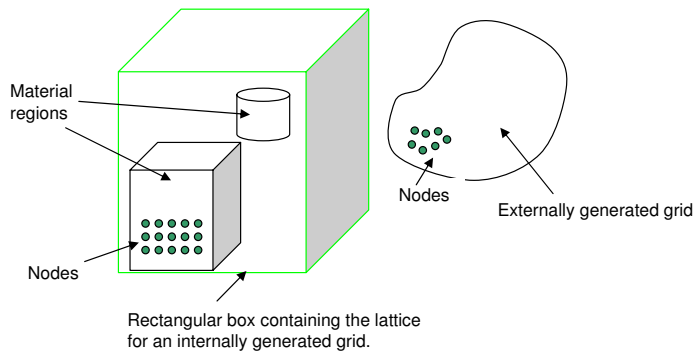 Material
regions
Nodes
Externally generated grid
Nodes
Rectangular box containing the lattice
for an internally generated grid.